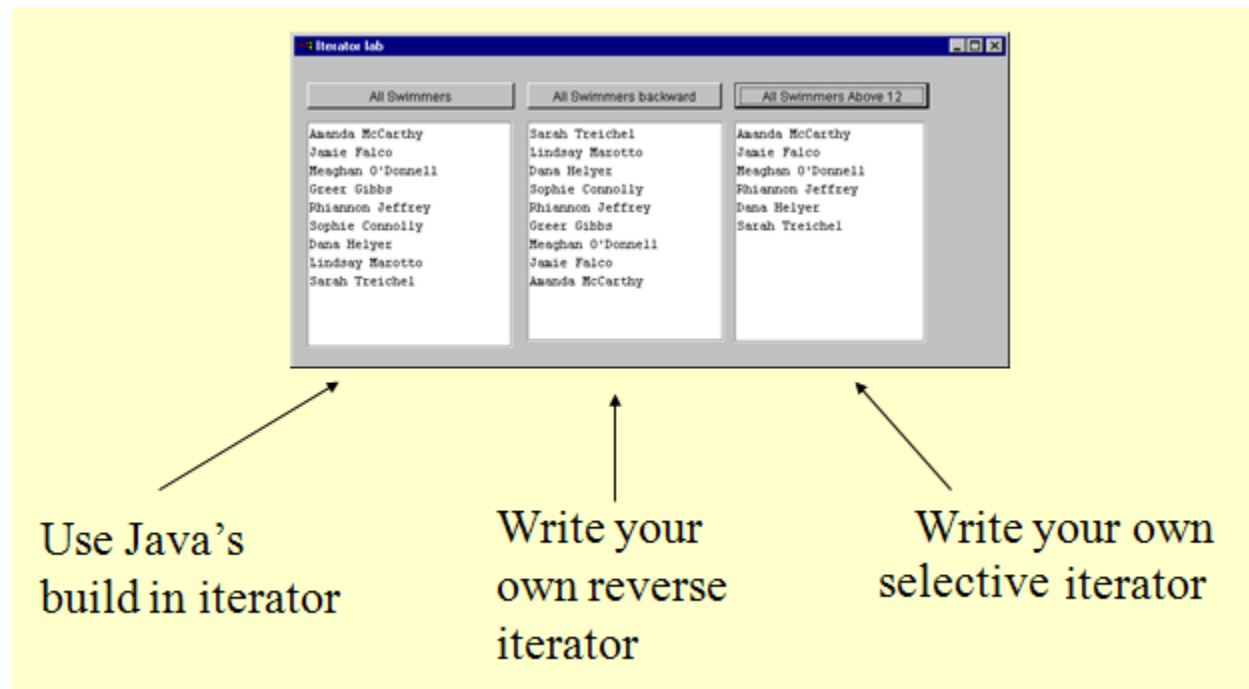 Iterator lab
All Swimmers
All Swimmers backward
All Swimmers Above 12
Amanda McCarthy
Jamie Falco
Meaghan O'Donnell
Greer Gibbs
Rhiannon Jeffrey
Sophie Connolly
Dana Helyer
Lindsay Marotto
Sarah Treichel
Sarah Treichel
Lindsay Marotto
Dana Helyer
Sophie Connolly
Rhiannon Jeffrey
Greer Gibbs
Meaghan O'Donnell
Jamie Falco
Amanda McCarthy
Amanda McCarthy
Jamie Falco
Meaghan O'Donnell
Rhiannon Jeffrey
Dana Helyer
Sarah Treichel
Use Java's
build in iterator
Write your
own reverse
iterator
Write your own
selective iterator